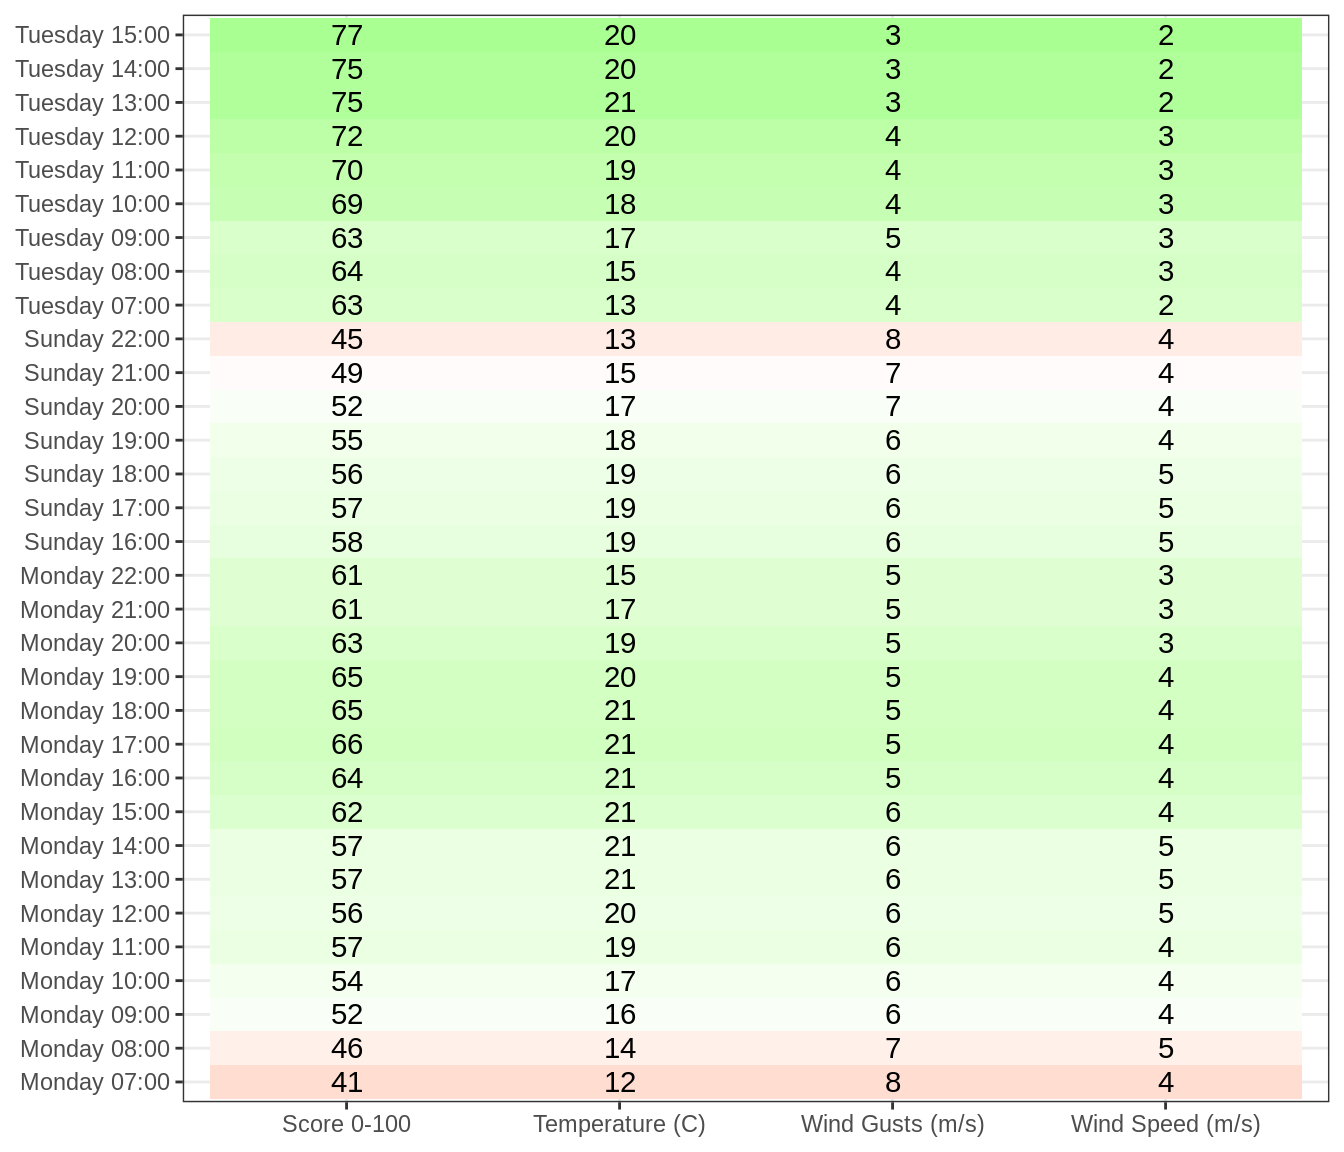 Tuesday 15:00 77 20 3 2
Tuesday 14:00 75 20 3 2
Tuesday 13:00 75 21 3 2
Tuesday 12:00 72 20 4 3
Tuesday 11:00 70 19 4 3
Tuesday 10:00 69 18 4 3
Tuesday 09:00 63 17 5 3
Tuesday 08:00 64 15 4 3
Tuesday 07:00 63 13 4 2
Sunday 22:00 45 13 8 4
Sunday 21:00 49 15 7 4
Sunday 20:00 52 17 7 4
Sunday 19:00 55 18 6 4
Sunday 18:00 56 19 6 5
Sunday 17:00 57 19 6 5
Sunday 16:00 58 19 6 5
Monday 22:00 61 15 5 3
Monday 21:00 61 17 5 3
Monday 20:00 63 19 5 3
Monday 19:00 65 20 5 4
Monday 18:00 65 21 5 4
Monday 17:00 66 21 5 4
Monday 16:00 64 21 5 4
Monday 15:00 62 21 6 4
Monday 14:00 57 21 6 5
Monday 13:00 57 21 6 5
Monday 12:00 56 20 6 5
Monday 11:00 57 19 6 4
Monday 10:00 54 17 6 4
Monday 09:00 52 16 6 4
Monday 08:00 46 14 7 5
Monday 07:00 41 12 8 4
Score 0-100 Temperature (C) Wind Gusts (m/s) Wind Speed (m/s)